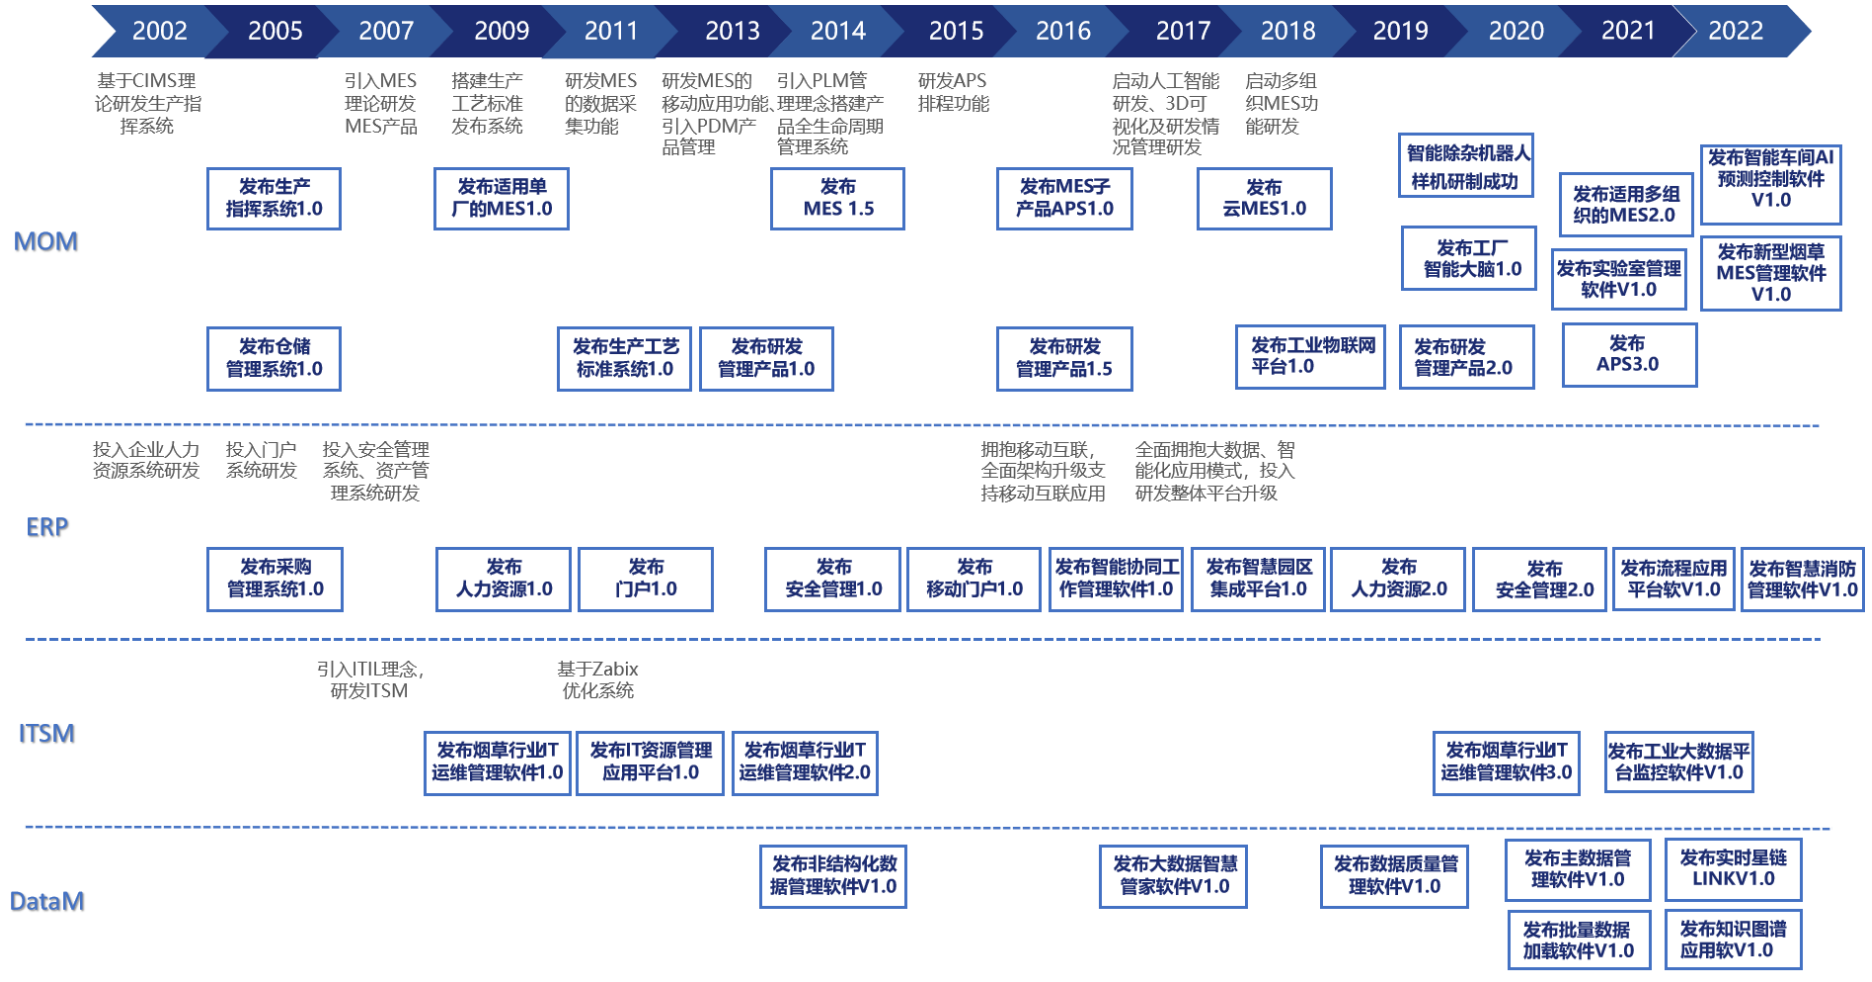 2002
2005
2007
2009
2011
2013
2014
2015
2016
2017
2018
2019
2020
2021
2022
基于CIMS理
论研发生产指
挥系统
引入MES
理论研发
MES产品
搭建生产
工艺标准
发布系统
研发MES
的数据采
集功能
研发MES的
移动应用功能、
引入PDM产
品管理
引入PLM管
理理念搭建产
品全生命周期
管理系统
研发APS
排程功能
启动人工智能
研发、3D可
视化及研发情
况管理研发
启动多组
织MES功
能研发
MOM
发布生产
指挥系统1.0
发布适用单
厂的MES1.0
发布
MES 1.5
发布MES子
产品APS1.0
发布
云MES1.0
智能除杂机器人
样机研制成功
发布工厂
智能大脑1.0
发布适用多组
织的MES2.0
发布实验室管理
软件V1.0
发布智能车间AI
预测控制软件
V1.0
发布新型烟草
MES管理软件
V1.0
发布仓储
管理系统1.0
发布生产工艺
标准系统1.0
发布研发
管理产品1.0
发布研发
管理产品1.5
发布工业物联网
平台1.0
发布研发
管理产品2.0
发布
APS3.0
投入企业人力
资源系统研发
投入门户
系统研发
投入安全管理
系统、资产管
理系统研发
拥抱移动互联，
全面架构升级支
持移动互联应用
全面拥抱大数据、智
能化应用模式，投入
研发整体平台升级
ERP
发布采购
管理系统1.0
发布
人力资源1.0
发布
门户1.0
发布
安全管理1.0
发布
移动门户1.0
发布智能协同工
作管理软件1.0
发布智慧园区
集成平台1.0
发布
人力资源2.0
发布
安全管理2.0
发布流程应用
平台软V1.0
发布智慧消防
管理软件V1.0
引入ITIL理念，
研发ITSM
基于Zabix
优化系统
ITSM
发布烟草行业IT
运维管理软件1.0
发布IT资源管理
应用平台1.0
发布烟草行业IT
运维管理软件2.0
发布烟草行业IT
运维管理软件3.0
发布工业大数据平
台监控软件V1.0
DataM
发布非结构化数
据管理软件V1.0
发布大数据智慧
管家软件V1.0
发布数据质量管
理软件V1.0
发布主数据管
理软件V1.0
发布实时星链
LINKV1.0
发布批量数据
加载软件V1.0
发布知识图谱
应用软V1.0